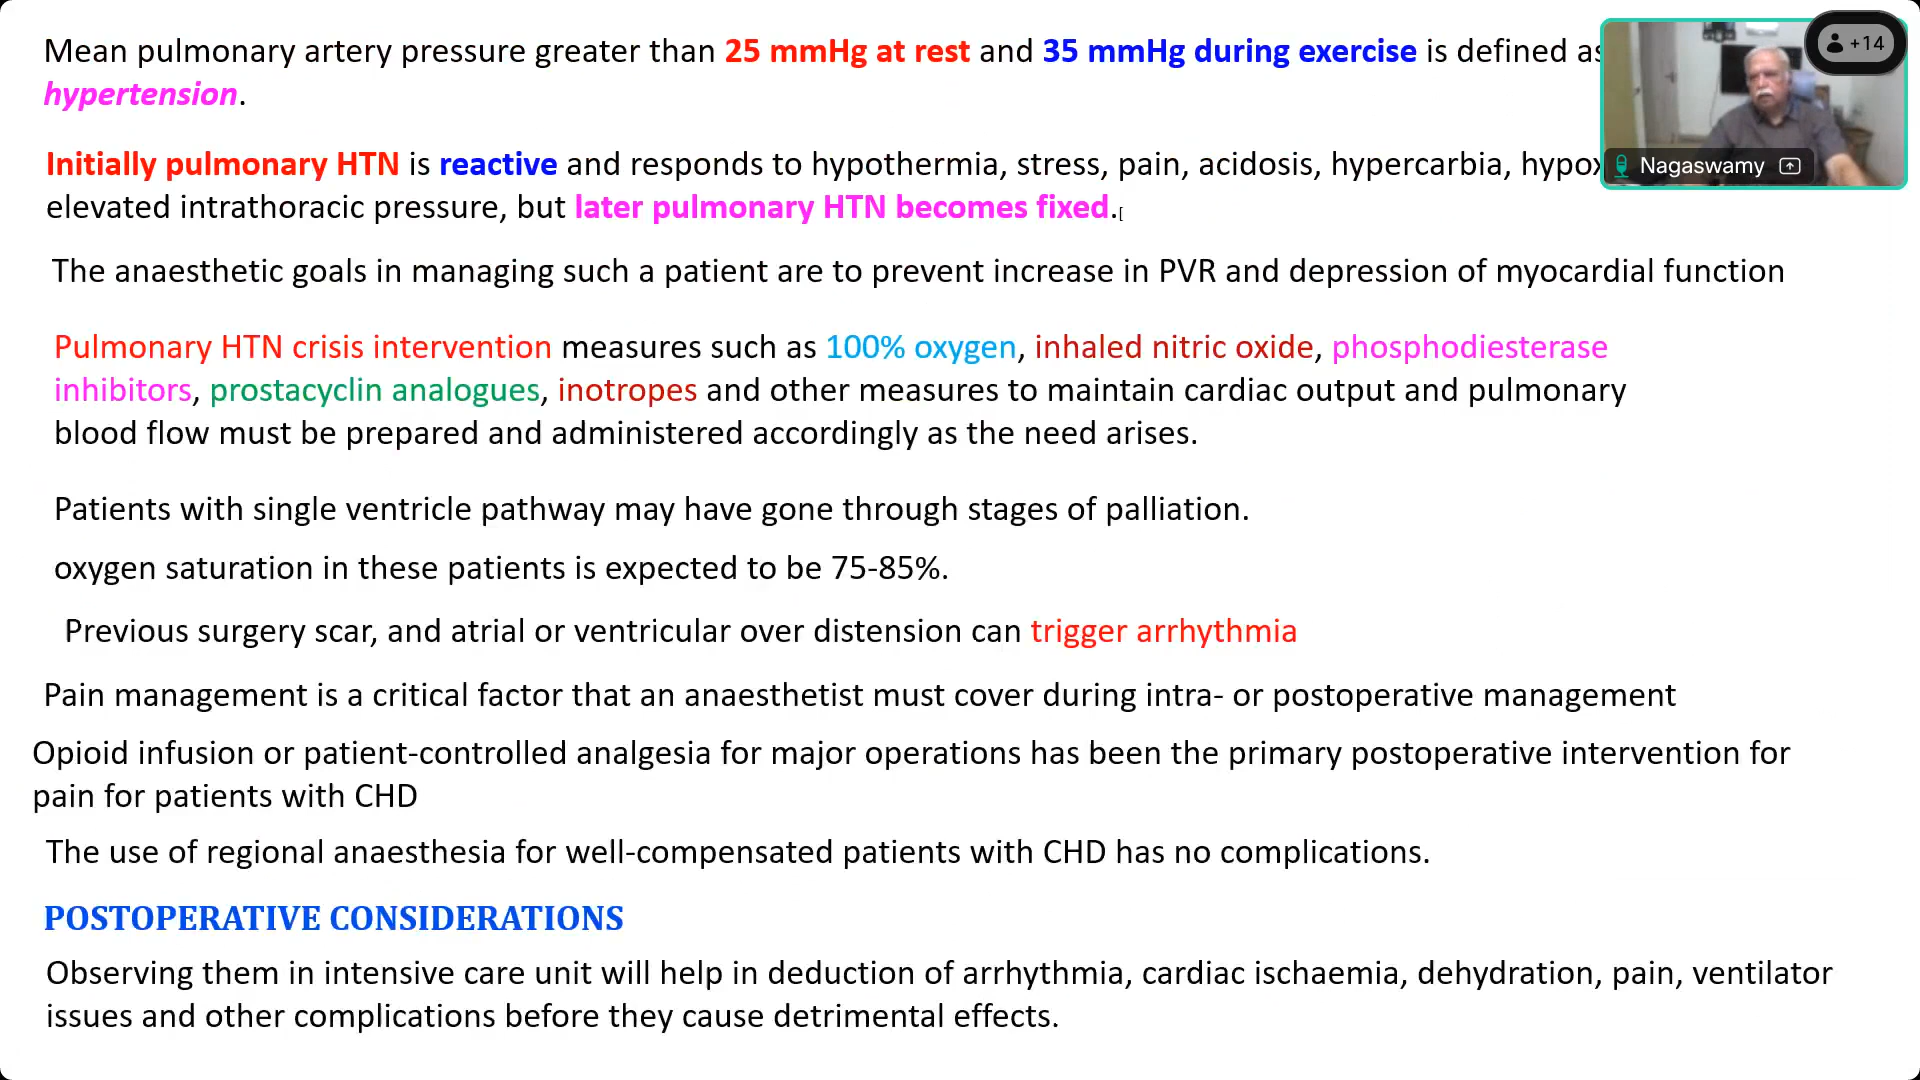 Mean pulmonary artery pressure greater than 25 mmHg at rest and 35 mmHg during exercise is defined as
hypertension.
+14
Nagaswamy
Initially pulmonary HTN is reactive and responds to hypothermia, stress, pain, acidosis, hypercarbia,
elevated intrathoracic pressure, but later pulmonary HTN becomes fixed.[
The anaesthetic goals in managing such a patient are to prevent increase in PVR and depression of myocardial function
Pulmonary HTN crisis intervention measures such as 100% oxygen, inhaled nitric oxide, phosphodiesterase
inhibitors, prostacyclin analogues, inotropes and other measures to maintain cardiac output and pulmonary
blood flow must be prepared and administered accordingly as the need arises.
Patients with single ventricle pathway may have gone through stages of palliation.
oxygen saturation in these patients is expected to be 75-85%.
Previous surgery scar, and atrial or ventricular over distension can trigger arrhythmia
Pain management is a critical factor that an anaesthetist must cover during intra- or postoperative management
Opioid infusion or patient-controlled analgesia for major operations has been the primary postoperative intervention for
pain for patients with CHD
The use of regional anaesthesia for well-compensated patients with CHD has no complications.
POSTOPERATIVE CONSIDERATIONS
Observing them in intensive care unit will help in deduction of arrhythmia, cardiac ischaemia, dehydration, pain, ventilator
issues and other complications before they cause detrimental effects.